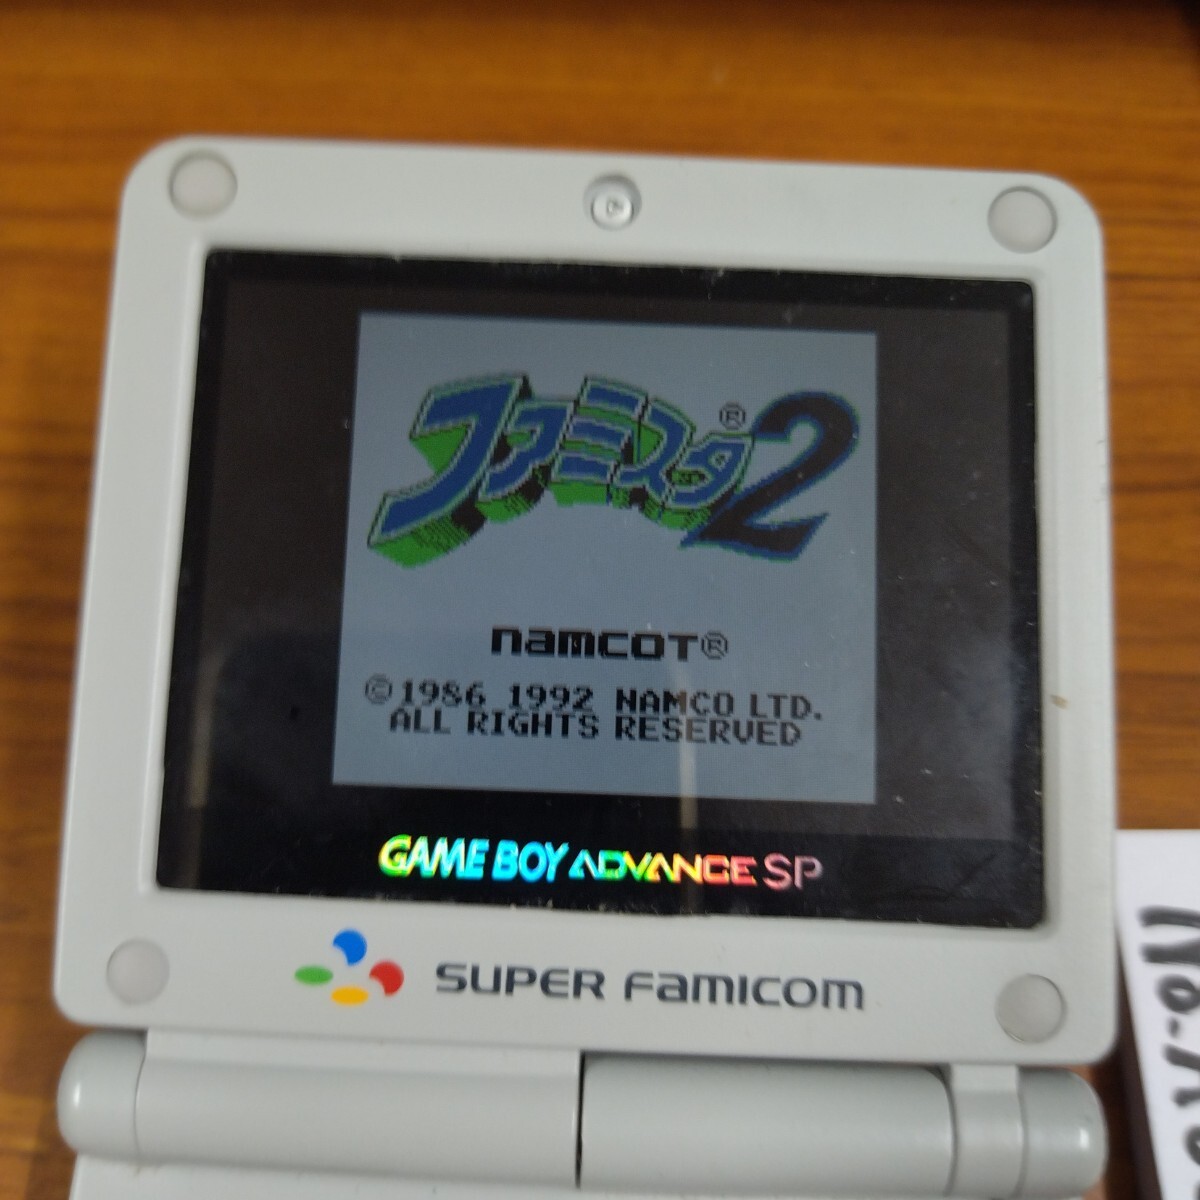 ファミスタ®2
namcot®
©1986 1992 NAMCO LTD.
ALL RIGHTS RESERVED
GAME BOY ADVANCE SP
SUPER FAMICOM